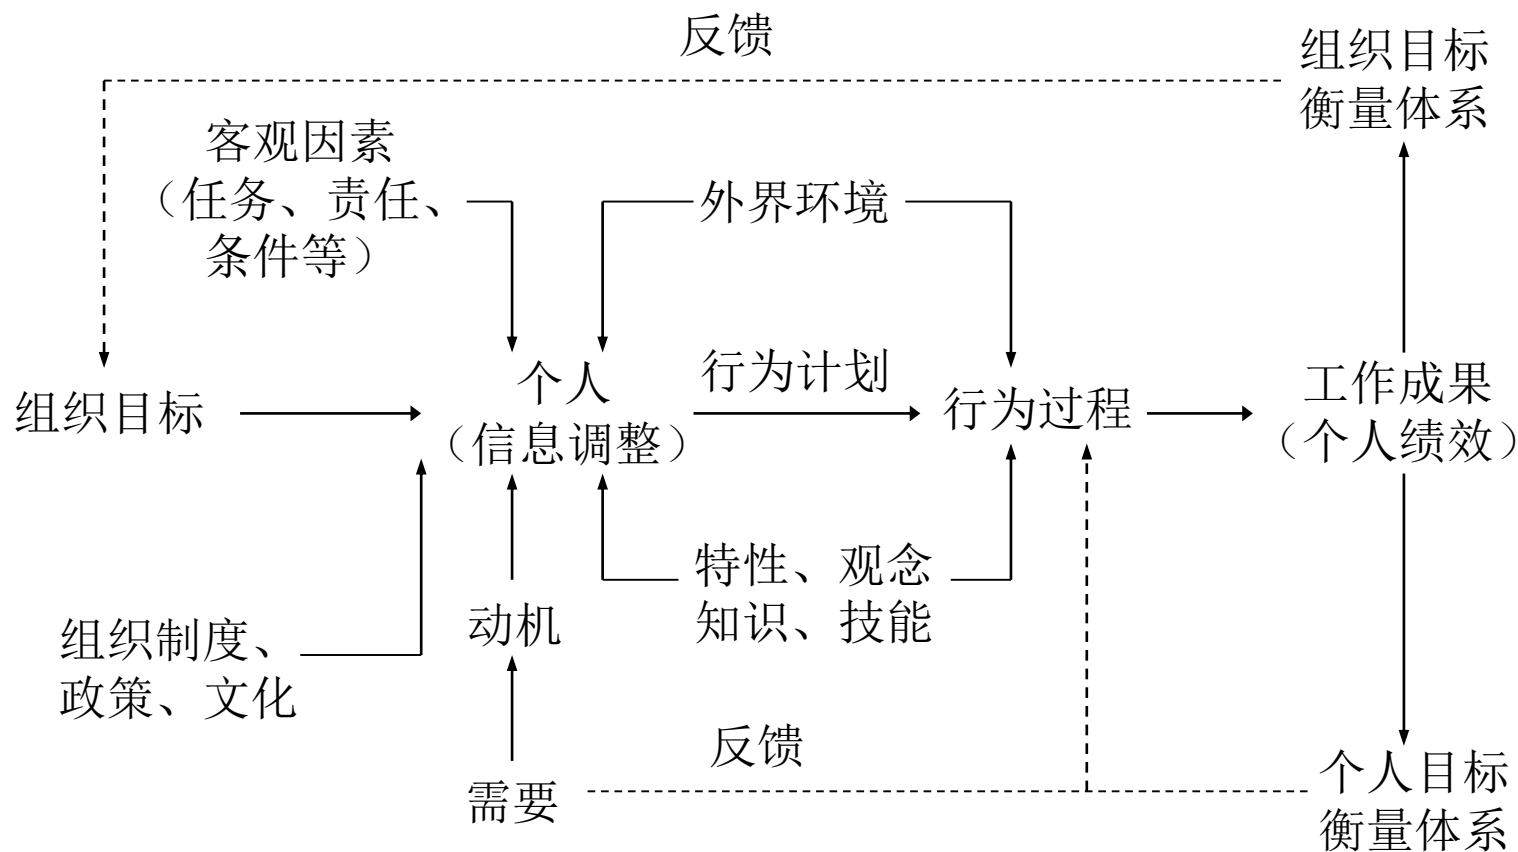 反馈
组织目标
衡量体系
客观因素
（任务、责任、
条件等）
外界环境
组织目标
个人
（信息调整）
行为计划
行为过程
工作成果
（个人绩效）
特性、观念
知识、技能
动机
组织制度、
政策、文化
反馈
需要
个人目标
衡量体系